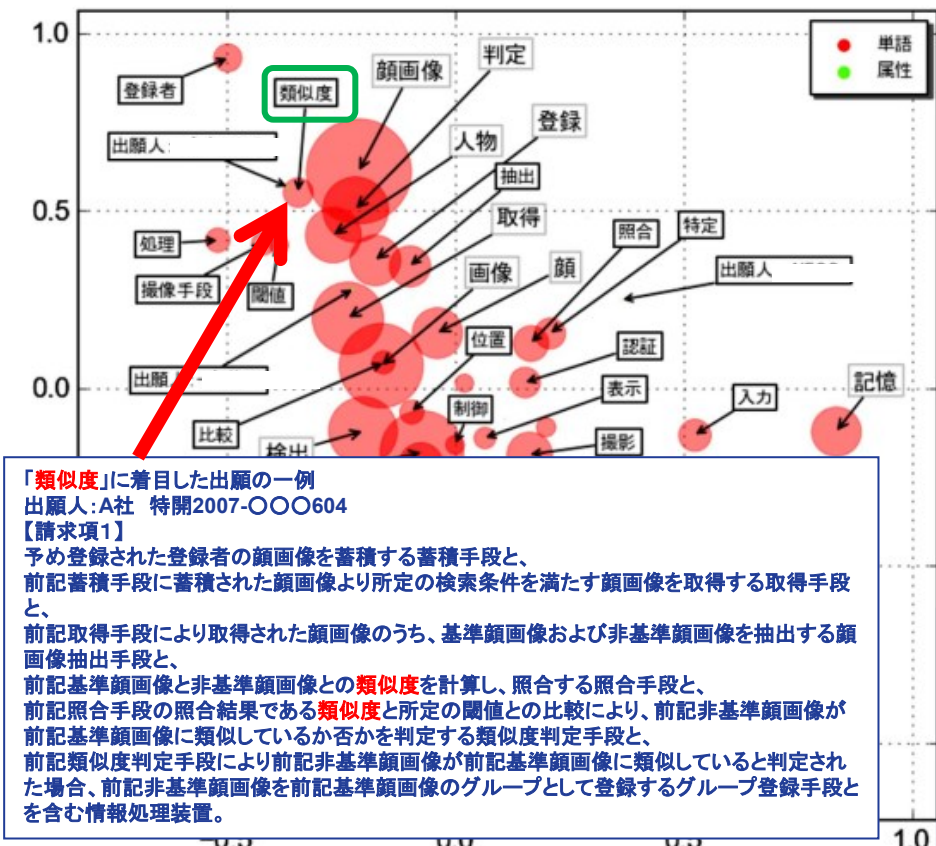 1.0
単語
属性
判定
顔画像
登録者
類似度
登録
人物
出願人:
抽出
0.5
取得
特定
照合
処理
顔
出願人
画像
撮像手段
閾値
位置
認証
出願
0.0
表示
記憶
入力
制御
比較
撮影
検出
「類似度」に着目した出願の一例
出願人:A社 特開2007-〇〇〇604
【請求項1】
予め登録された登録者の顔画像を蓄積する蓄積手段と、
前記蓄積手段に蓄積された顔画像より所定の検索条件を満たす顔画像を取得する取得手段
と、
前記取得手段により取得された顔画像のうち、基準顔画像および非基準顔画像を抽出する顔
画像抽出手段と、
前記基準顔画像と非基準顔画像との類似度を計算し、照合する照合手段と、
前記照合手段の照合結果である類似度と所定の閾値との比較により、前記非基準顔画像が
前記基準顔画像に類似しているか否かを判定する類似度判定手段と、
前記類似度判定手段により前記非基準顔画像が前記基準顔画像に類似していると判定され
た場合、前記非基準顔画像を前記基準顔画像のグループとして登録するグループ登録手段と
を含む情報処理装置。
-0.5 0.0 0.5 1.0